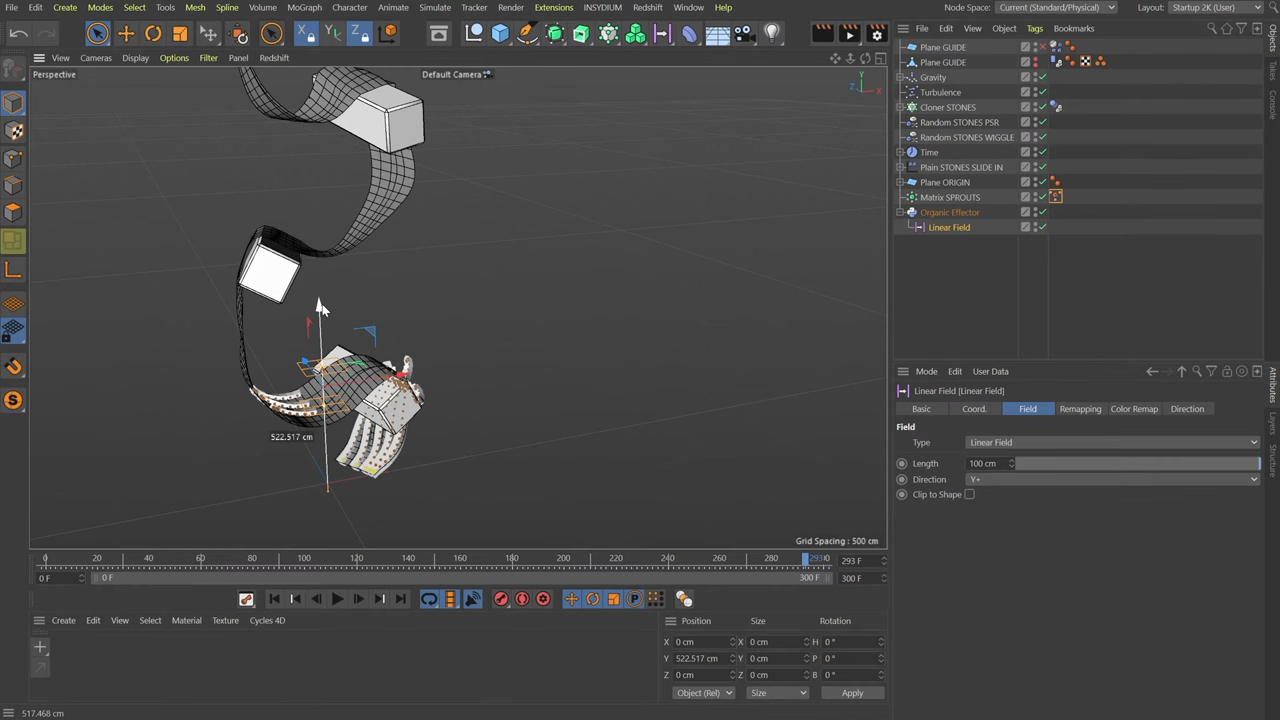 File Create Modes Select Tools Mesh Spline Volume MoGraph Character Animate Simulate Tracker Render Extensions INSYDIUM Redshift Window Help Node Space: Current (Standard/Physical) Layout: Startup 2K (User)
X Y Z
File Edit View Object Tags
View Cameras Display Options Filter Panel Redshift
Perspective Default Camera
Y
Z X
Plane GUIDE
Plane GUIDE
Gravity
Turbulence
Cloner STONES
Random STONES PSR
Random STONES WIGGLE
Time
Plain STONES SLIDE IN
Plane ORIGIN
Matrix SPROUTS
Organic Effector
Linear Field
Objects
Takes
Console
522.517 cm
Grid Spacing : 500 cm
Mode Edit User Data
Linear Field [Linear Field]
Basic Coord. Field Remapping Color Remap Direction
Field
Type Linear Field
Length 100 cm
Direction Y+
Clip to Shape
Attributes
Layers
Structure
0 20 40 60 80 100 120 140 160 180 200 220 240 260 280 293 0 293 F
0 F 0 F 300 F 300 F
Create Edit View Select Material Texture Cycles 4D
Position Size Rotation
X 0 cm X 0 cm H 0 °
Y 522.517 cm Y 0 cm P 0 °
Z 0 cm Z 0 cm B 0 °
Object (Rel) Size Apply
517.468 cm